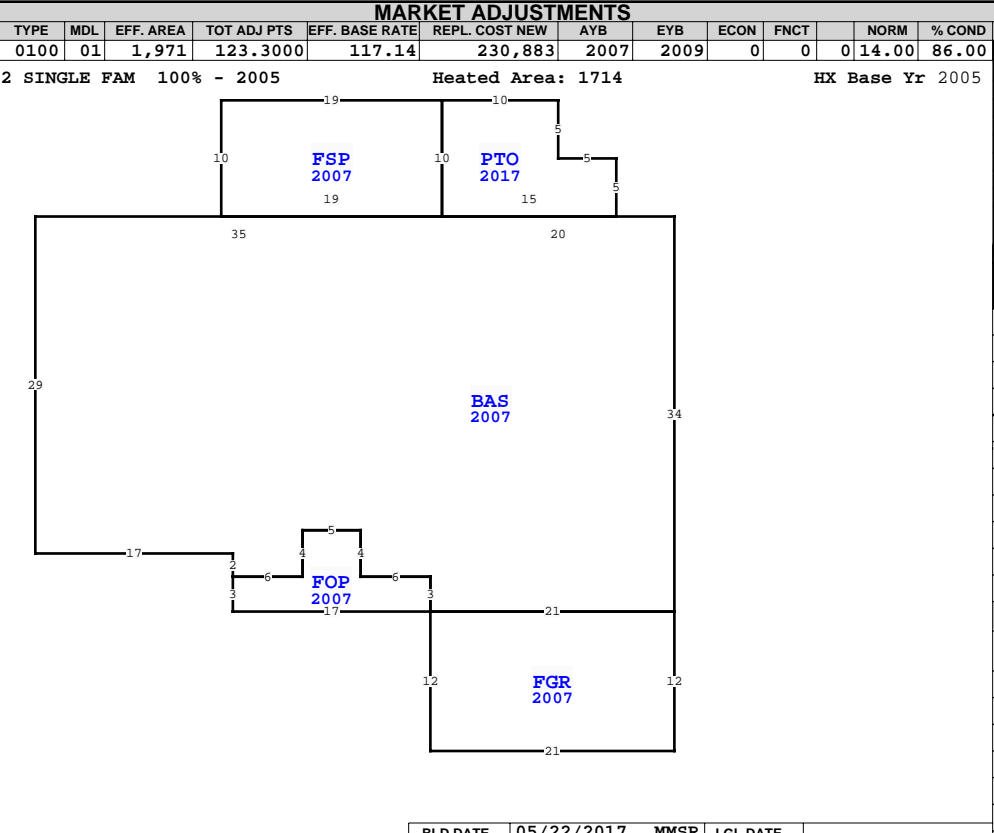 MARKET ADJUSTMENTS
TYPE MDL EFF. AREA TOT ADJ PTS EFF. BASE RATE REPL. COST NEW AYB EYB ECON FNCT NORM % COND
0100 01 1,971 123.3000 117.14 230,883 2007 2009 0 0 0 14.00 86.00
2 SINGLE FAM 100% - 2005 Heated Area: 1714 HX Base Yr 2005
19 10
5
10 FSP 10 PTO 5
2007 2017
5
19 15
35 20
29
BAS
2007
34
5
17 4 4
2
6 FOP 6
3 2007 3
17 21
12 FGR 12
2007
21
BLD DATE 05/22/2017 MMSR LGL DATE